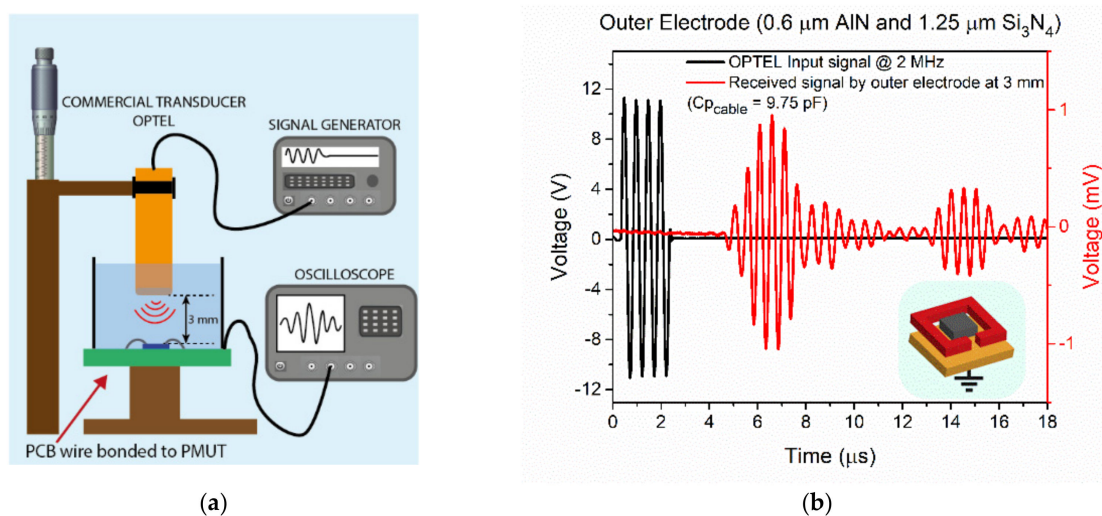 COMMERCIAL TRANSDUCER
OPTEL
SIGNAL GENERATOR
OSCILLOSCOPE
3 mm
PCB wire bonded to PMUT
(a)
Outer Electrode (0.6 μm AlN and 1.25 μm Si3N4)
OPTEL Input signal @ 2 MHz
Received signal by outer electrode at 3 mm
(Cpcable = 9.75 pF)
Voltage (V)
12
8
4
0
-4
-8
-12
Voltage (mV)
1
0
-1
0 2 4 6 8 10 12 14 16 18
Time (μs)
(b)